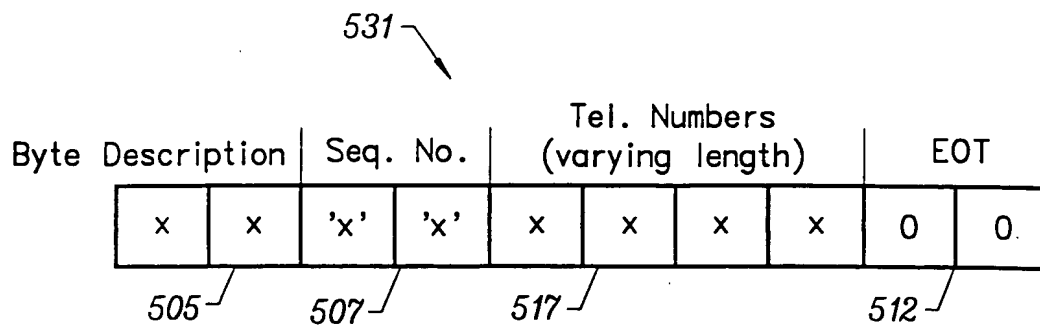 531
Tel. Numbers
Byte Description Seq. No. (varying length) EOT
x x 'x' 'x' x x x x 0 0
505 507 517 512